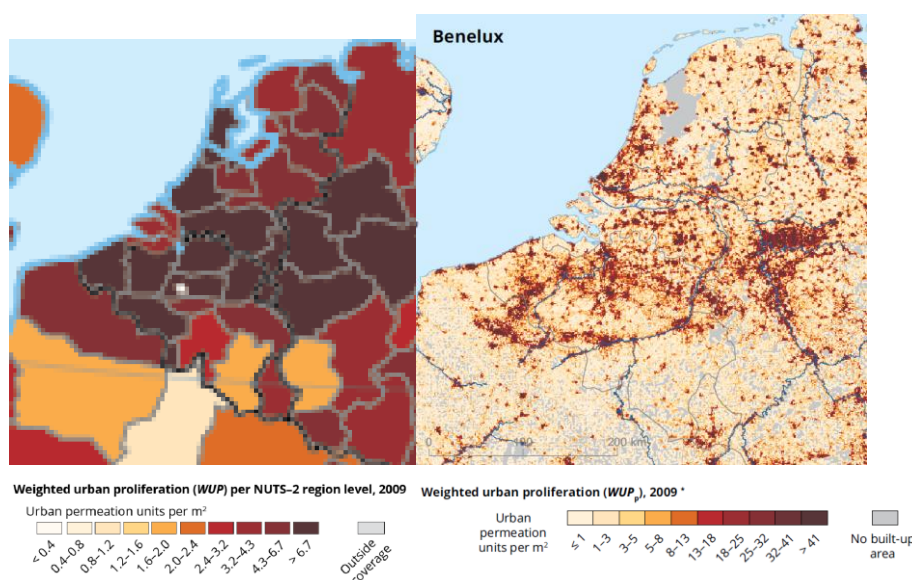 Benelux
0 100 200 km
Weighted urban proliferation (WUP) per NUTS–2 region level, 2009
Urban permeation units per m²
< 0.4
0.4–0.8
0.8–1.2
1.2–1.6
1.6–2.0
2.0–2.4
2.4–3.2
3.2–4.3
4.3–6.7
> 6.7
Outside
coverage
Weighted urban proliferation (WUPp), 2009 *
Urban
permeation
units per m²
≤ 1
1–3
3–5
5–8
8–13
13–18
18–25
25–32
32–41
> 41
No built-up
area